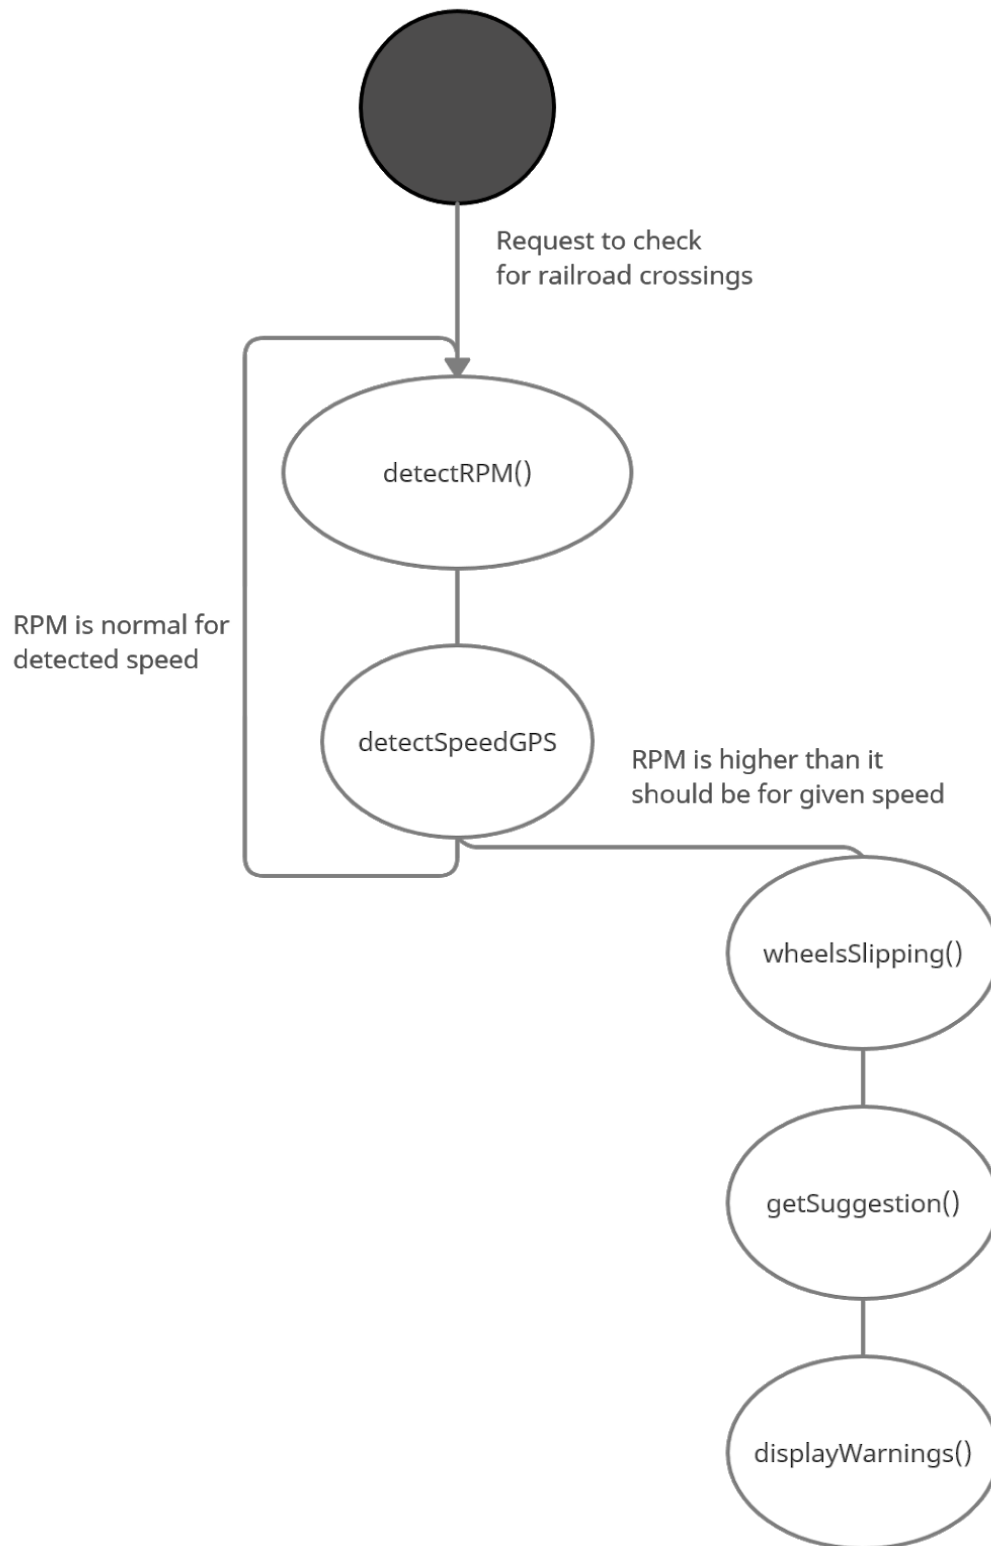 Request to check
for railroad crossings
detectRPM()
RPM is normal for
detected speed
detectSpeedGPS
RPM is higher than it
should be for given speed
wheelsSlipping()
getSuggestion()
displayWarnings()